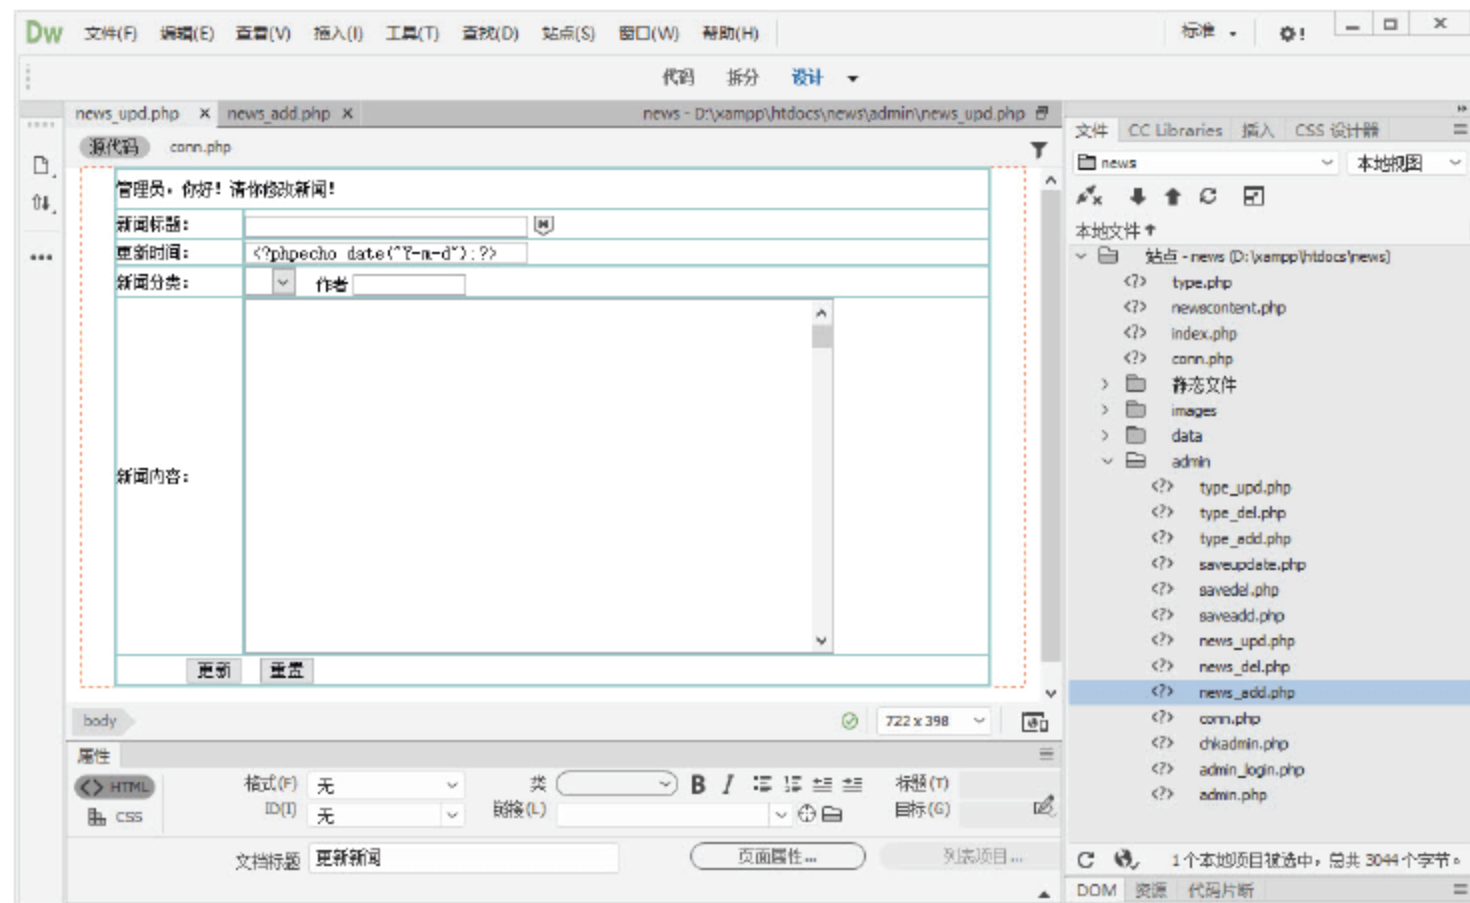 Dw 文件(F) 编辑(E) 查看(V) 插入(I) 工具(T) 查找(D) 站点(S) 窗口(W) 帮助(H) 标准
代码 拆分 设计
news_upd.php × news_add.php × news - D:\xampp\htdocs\news\admin\news_upd.php
源代码 conn.php
管理员，你好！请你修改新闻！
新闻标题：
更新时间： <?phpecho date("Y-m-d");?>
新闻分类： 作者
新闻内容：
更新 重置
body 722 x 398
属性
<> HTML 格式(F) 无 类 B I 标题(T)
CSS ID(I) 无 链接(L) 目标(G)
文档标题 更新新闻 页面属性... 列表项目...
文件 CC Libraries 插入 CSS 设计器
news 本地视图
本地文件
站点 - news (D:\xampp\htdocs\news)
<?> type.php
<?> newscontent.php
<?> index.php
<?> conn.php
静态文件
images
data
admin
<?> type_upd.php
<?> type_del.php
<?> type_add.php
<?> saveupdate.php
<?> savedel.php
<?> saveadd.php
<?> news_upd.php
<?> news_del.php
<?> news_add.php
<?> conn.php
<?> chkadmin.php
<?> admin_login.php
<?> admin.php
1个本地项目被选中，总共 3044 个字节。
DOM 资源 代码片断